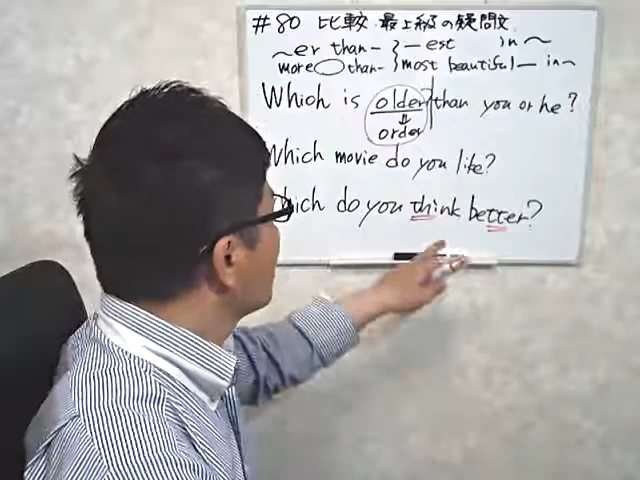 #80 比較 最上級の疑問文
~er than- }-est in~
more ○ than- }most beautiful- in~
Which is older than you or he?
⇩
order
Which movie do you like?
Which do you think better?